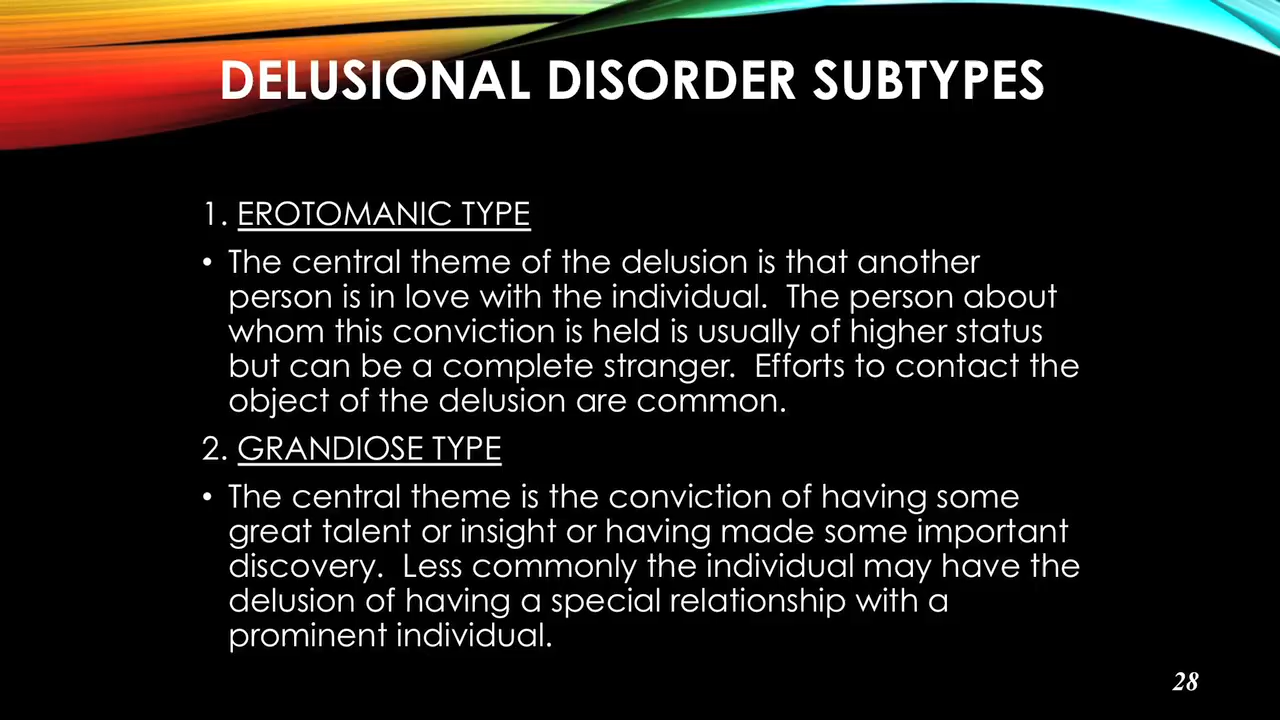 DELUSIONAL DISORDER SUBTYPES
1. EROTOMANIC TYPE
• The central theme of the delusion is that another
person is in love with the individual.  The person about
whom this conviction is held is usually of higher status
but can be a complete stranger.  Efforts to contact the
object of the delusion are common.
2. GRANDIOSE TYPE
• The central theme is the conviction of having some
great talent or insight or having made some important
discovery.  Less commonly the individual may have the
delusion of having a special relationship with a
prominent individual.
28